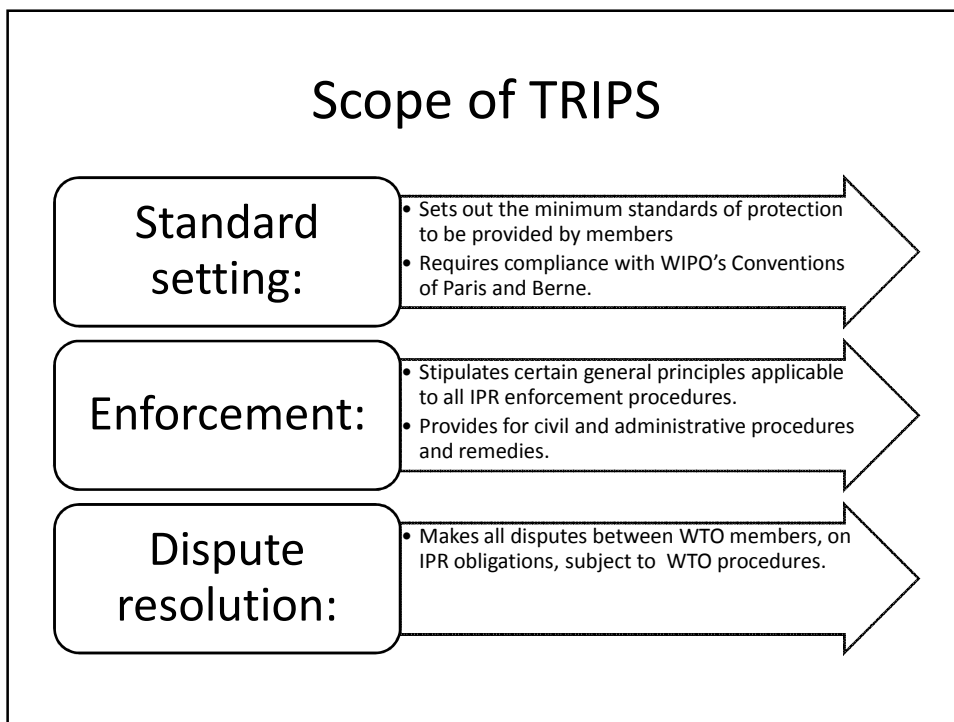 Scope of TRIPS
Standard
setting:
• Sets out the minimum standards of protection
to be provided by members
• Requires compliance with WIPO’s Conventions
of Paris and Berne.
Enforcement:
• Stipulates certain general principles applicable
to all IPR enforcement procedures.
• Provides for civil and administrative procedures
and remedies.
Dispute
resolution:
• Makes all disputes between WTO members, on
IPR obligations, subject to  WTO procedures.